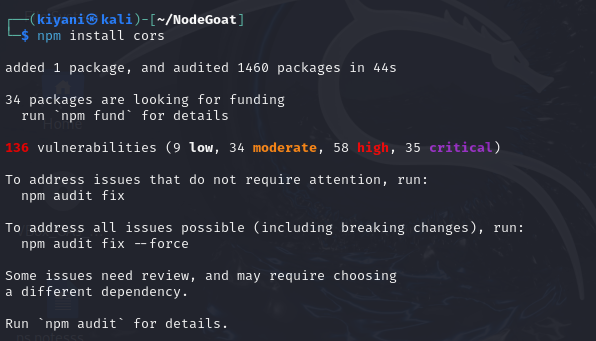 ┌──(kiyani㉿kali)-[~/NodeGoat]
└─$ npm install cors
added 1 package, and audited 1460 packages in 44s
34 packages are looking for funding
run `npm fund` for details
136 vulnerabilities (9 low, 34 moderate, 58 high, 35 critical)
To address issues that do not require attention, run:
npm audit fix
To address all issues possible (including breaking changes), run:
npm audit fix --force
Some issues need review, and may require choosing
a different dependency.
Run `npm audit` for details.